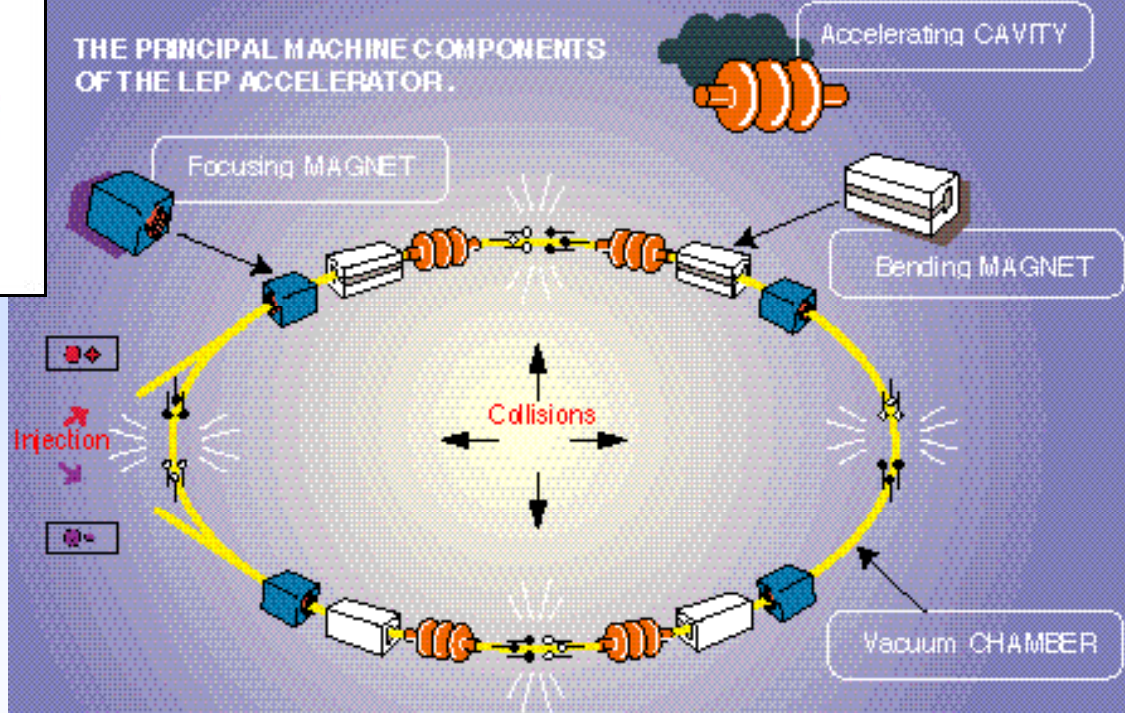 THE PRINCIPAL MACHINE COMPONENTS
OF THE LEP ACCELERATOR.
Accelerating CAVITY
Focusing MAGNET
Bending MAGNET
e+
Collisions
Injection
e-
Vacuum CHAMBER